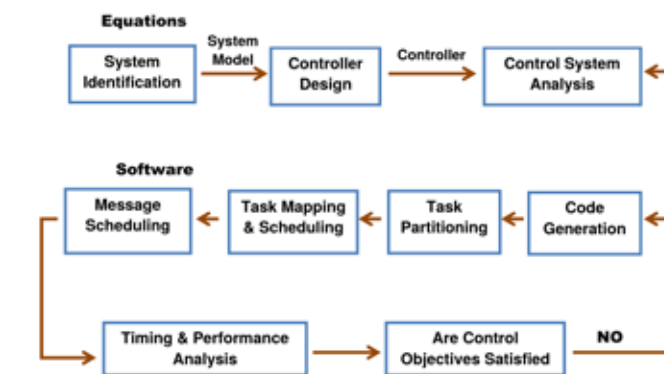 Equations
System
Identification
System
Model
Controller
Design
Controller
Control System
Analysis
Software
Message
Scheduling
Task Mapping
& Scheduling
Task
Partitioning
Code
Generation
Timing & Performance
Analysis
Are Control
Objectives Satisfied
NO